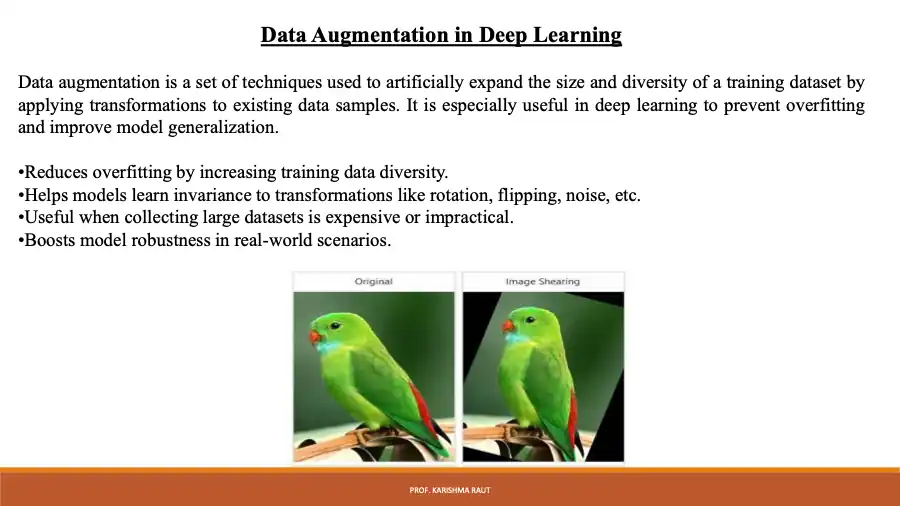 Data Augmentation in Deep Learning
Data augmentation is a set of techniques used to artificially expand the size and diversity of a training dataset by
applying transformations to existing data samples. It is especially useful in deep learning to prevent overfitting
and improve model generalization.
•Reduces overfitting by increasing training data diversity.
•Helps models learn invariance to transformations like rotation, flipping, noise, etc.
•Useful when collecting large datasets is expensive or impractical.
•Boosts model robustness in real-world scenarios.
Original
Image Shearing
PROF. KARISHMA RAUT